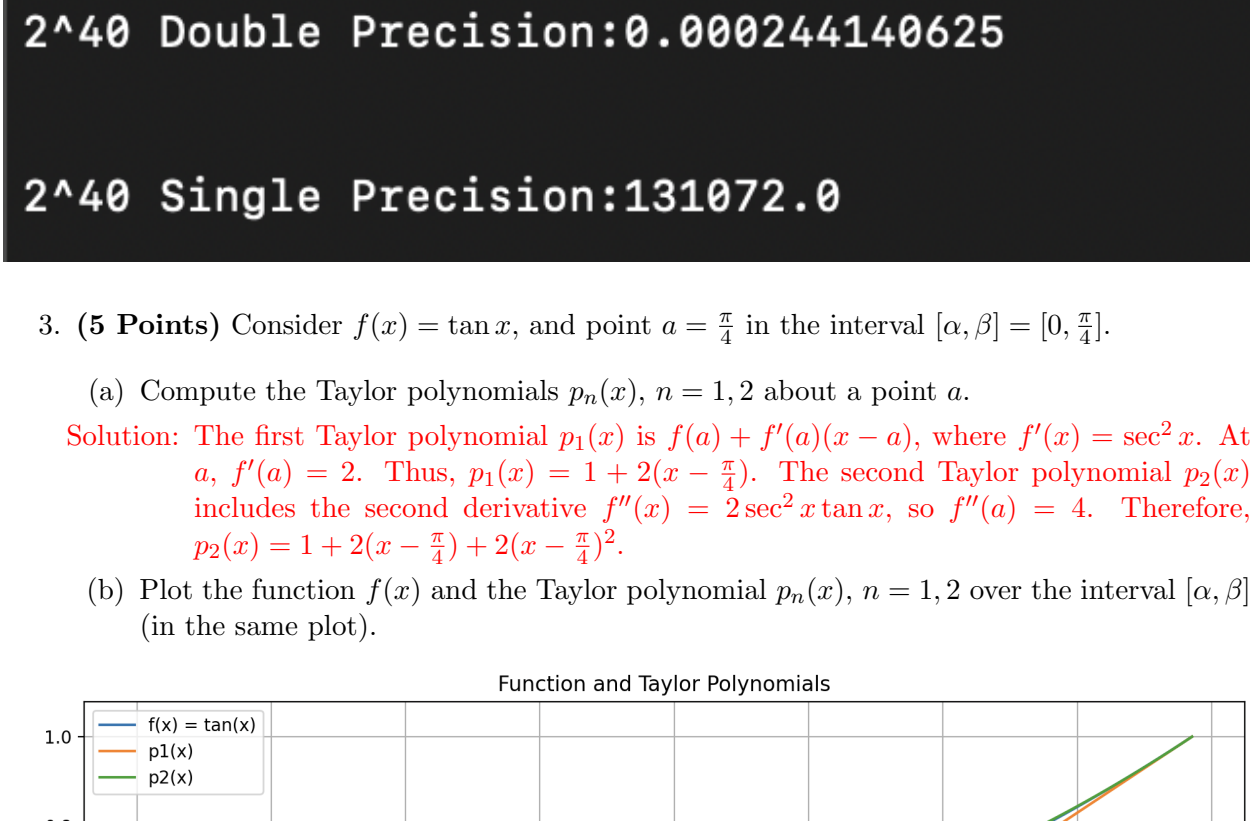 2^40 Double Precision:0.000244140625
2^40 Single Precision:131072.0
3. (5 Points) Consider f(x) = tan x, and point a = π/4 in the interval [α, β] = [0, π/4].
(a) Compute the Taylor polynomials pₙ(x), n = 1, 2 about a point a.
Solution: The first Taylor polynomial p₁(x) is f(a) + f′(a)(x − a), where f′(x) = sec² x. At
a, f′(a) = 2. Thus, p₁(x) = 1 + 2(x − π/4). The second Taylor polynomial p₂(x)
includes the second derivative f′′(x) = 2 sec² x tan x, so f′′(a) = 4. Therefore,
p₂(x) = 1 + 2(x − π/4) + 2(x − π/4)².
(b) Plot the function f(x) and the Taylor polynomial pₙ(x), n = 1, 2 over the interval [α, β]
(in the same plot).
Function and Taylor Polynomials
f(x) = tan(x)
1.0
p1(x)
p2(x)